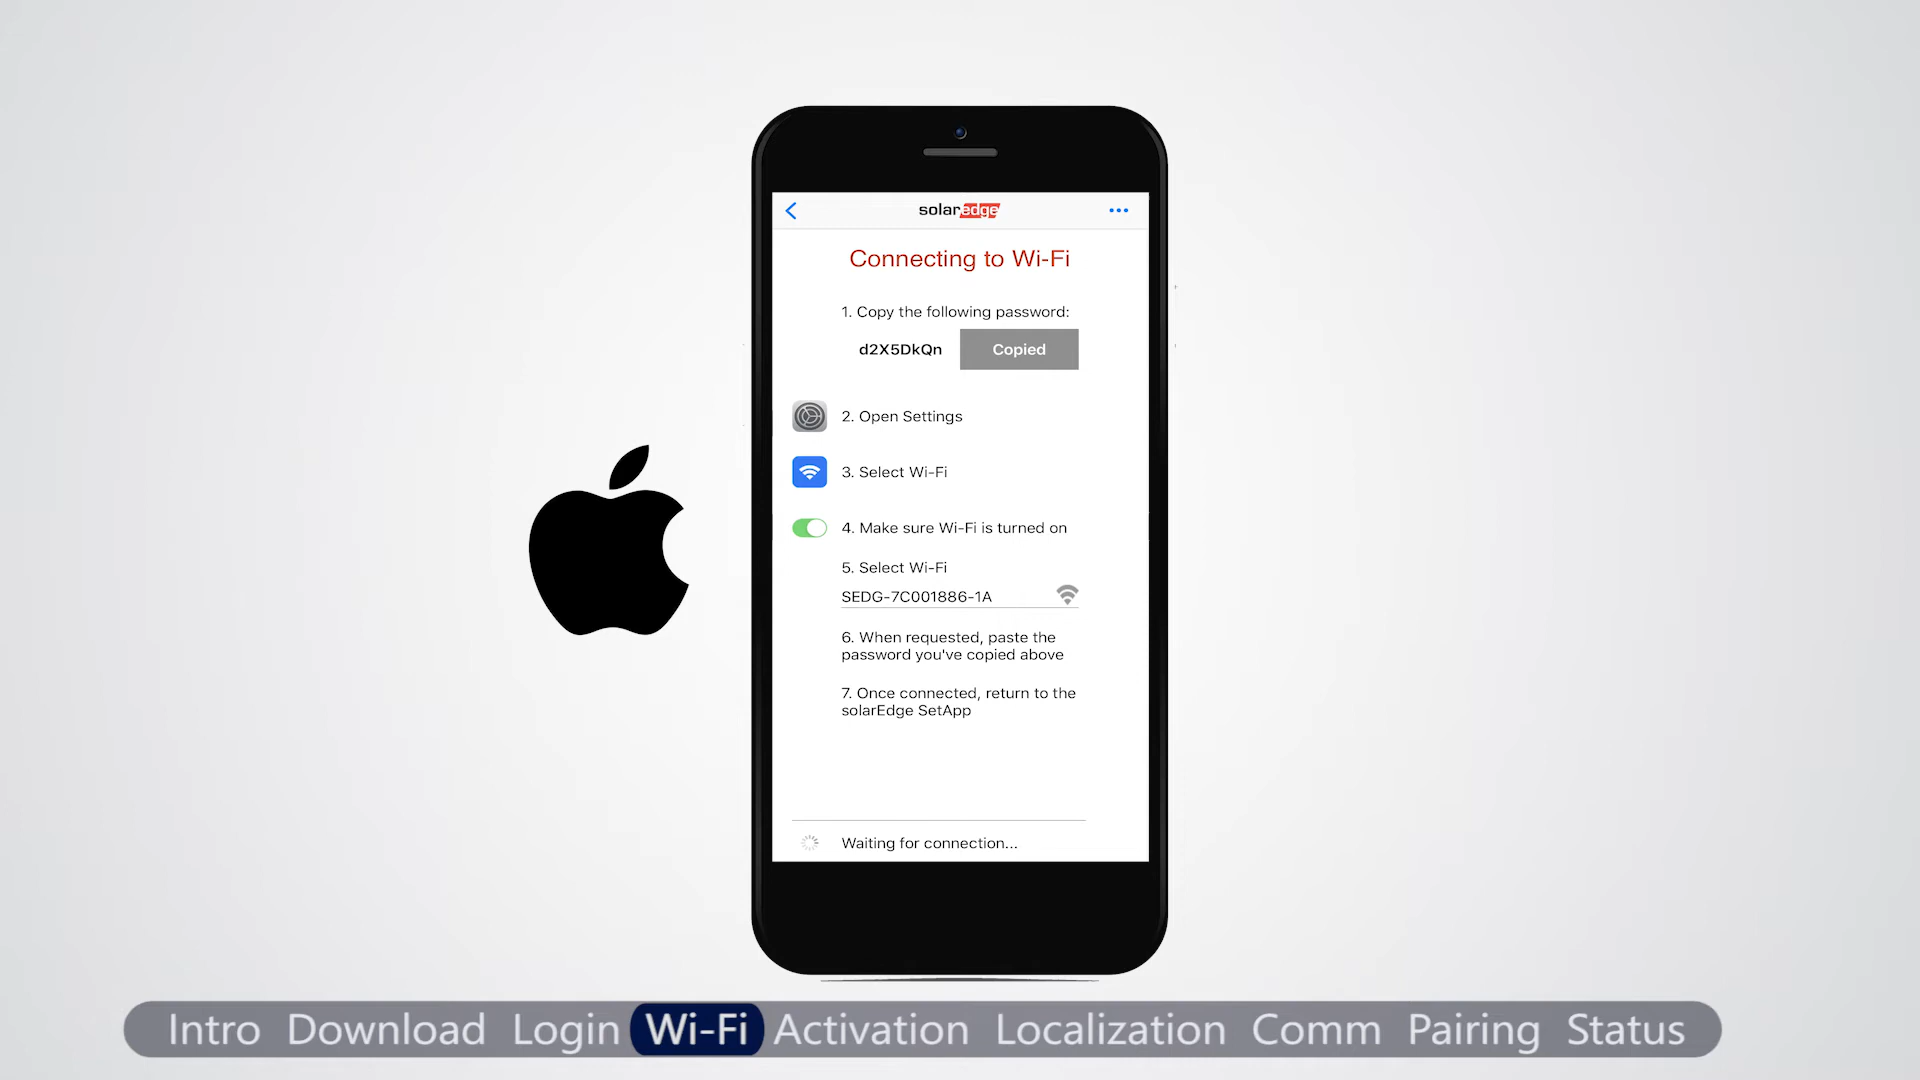 solaredge
Connecting to Wi-Fi
1. Copy the following password:
d2X5DkQn
Copied
2. Open Settings
3. Select Wi-Fi
4. Make sure Wi-Fi is turned on
5. Select Wi-Fi
SEDG-7C001886-1A
6. When requested, paste the
password you've copied above
7. Once connected, return to the
solarEdge SetApp
Waiting for connection...
Intro Download Login Wi-Fi Activation Localization Comm Pairing Status